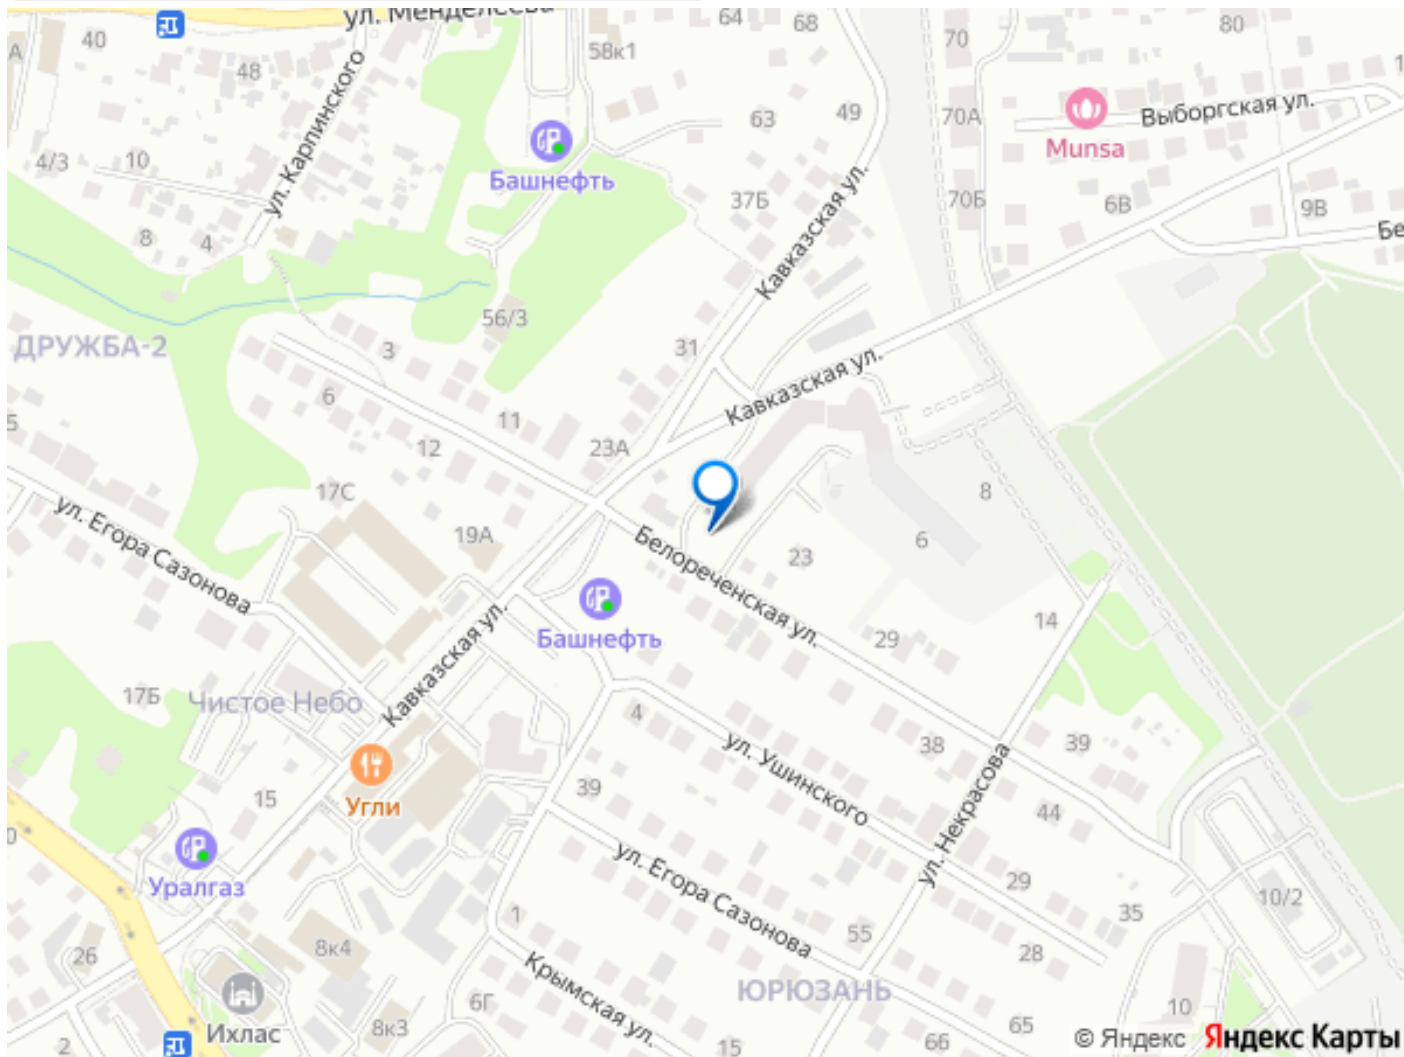 ул. Менделеева
64
68
70
80
40
58к1
48
70А
49
63
Выборгская ул.
Munsa
4/3
10
ул. Карпинского
Башнефть
37Б
70Б
6В
9В
Бе
8
4
Кавказская ул.
56/3
ДРУЖБА-2
3
31
Кавказская ул.
6
11
12
23А
17С
8
ул. Егора Сазонова
19А
6
23
Белореченская ул.
Башнефть
14
29
17Б
Чистое Небо
Кавказская ул.
4
ул. Ушинского
38
39
15
Угли
39
44
ул. Некрасова
Уралгаз
ул. Егора Сазонова
29
10/2
1
35
55
26
8к4
28
Крымская ул.
ЮРЮЗАНЬ
6Г
10
Ихлас
8к3
65
2
15
66
© Яндекс Яндекс Карты